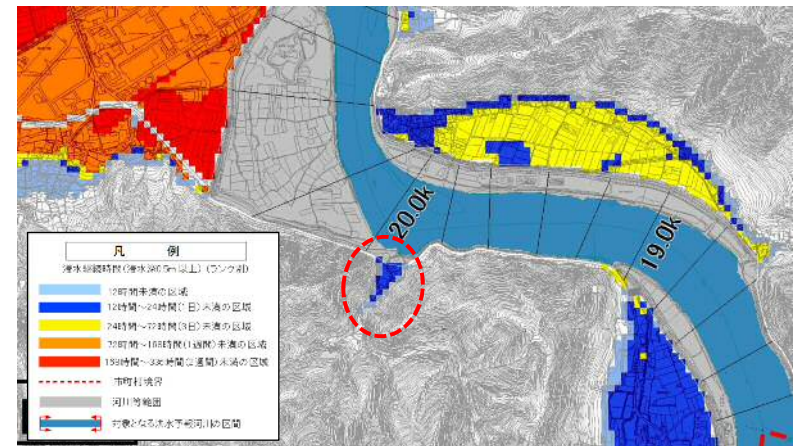 20.0k
19.0k
凡 例
浸水継続時間(浸水深0.5m以上)(ランク別)
12時間未満の区域
12時間~24時間(1日)未満の区域
24時間~72時間(3日)未満の区域
72時間~168時間(1週間)未満の区域
168時間~336時間(2週間)未満の区域
市町村境界
河川等範囲
対象となる洪水予報河川の区間